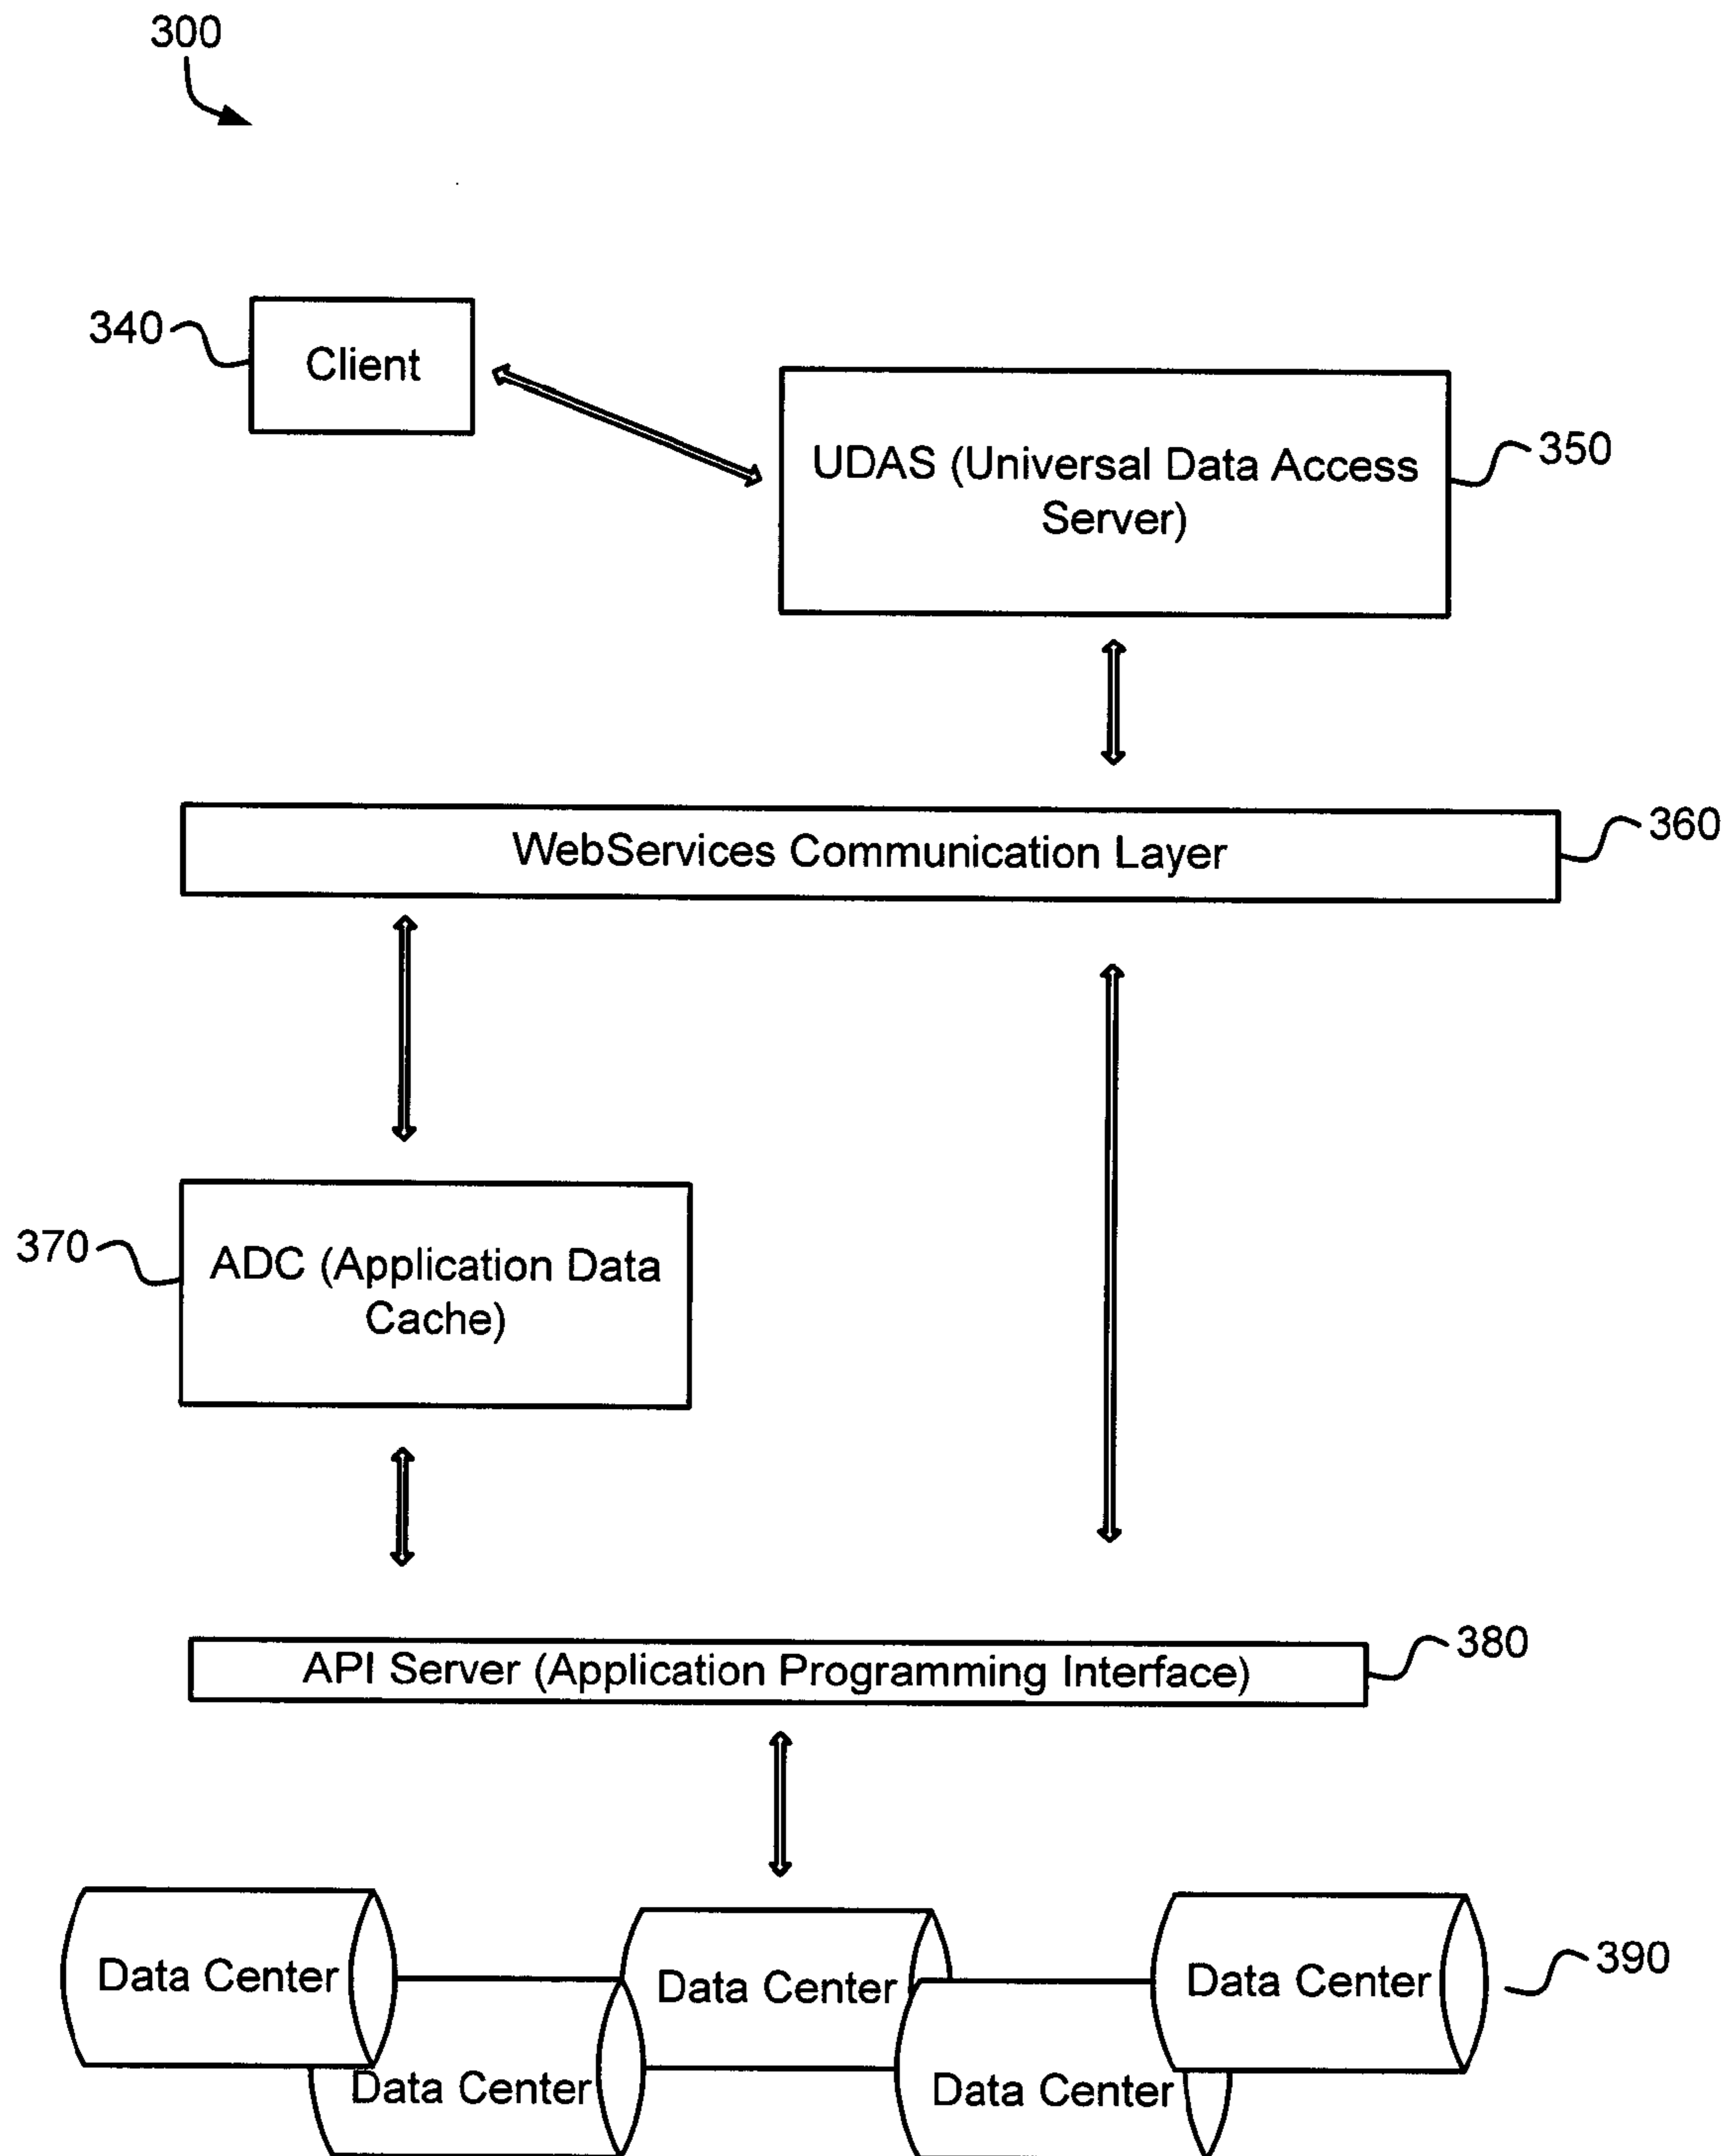 300
340
Client
UDAS (Universal Data Access
Server)
350
WebServices Communication Layer
360
370
ADC (Application Data
Cache)
API Server (Application Programming Interface)
380
Data Center
Data Center
Data Center
390
Data Center
Data Center